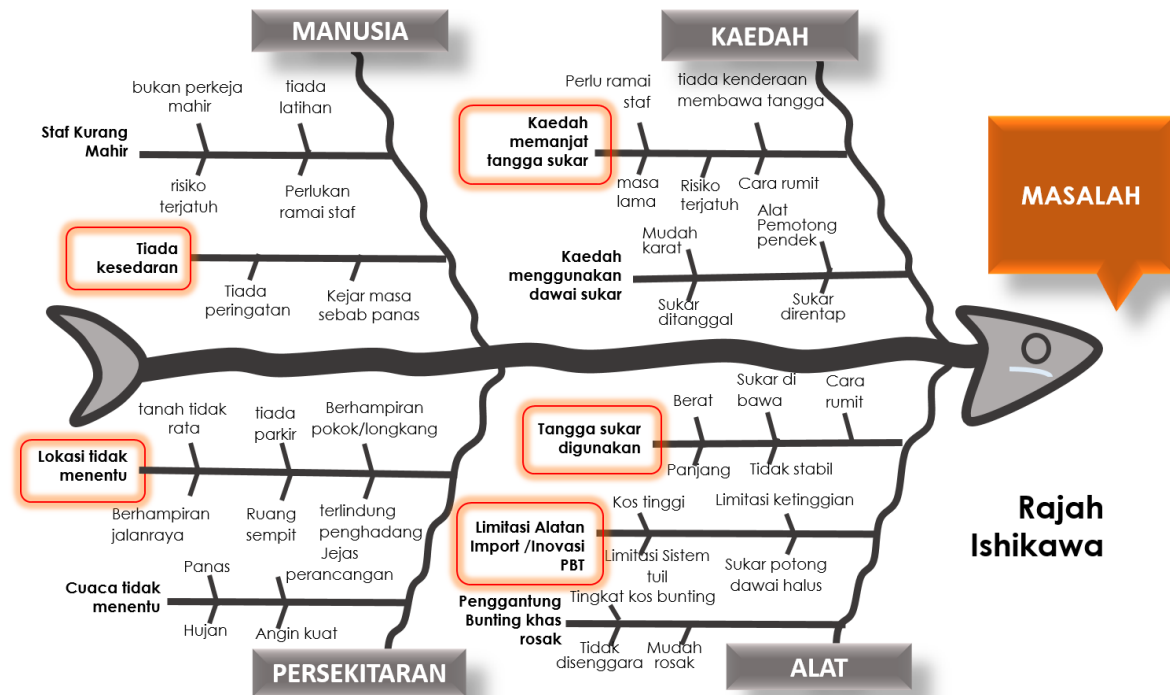 MANUSIA
bukan perkeja
mahir
tiada
latihan
Staf Kurang
Mahir
risiko
terjatuh
Perlukan
ramai staf
Tiada
kesedaran
Tiada
peringatan
Kejar masa
sebab panas
KAEDAH
Perlu ramai
staf
tiada kenderaan
membawa tangga
Kaedah
memanjat
tangga sukar
masa
lama
Risiko
terjatuh
Cara rumit
Mudah
karat
Alat
Pemotong
pendek
Kaedah
menggunakan
dawai sukar
Sukar
ditanggal
Sukar
direntap
MASALAH
tanah tidak
rata
tiada
parkir
Berhampiran
pokok/longkang
Lokasi tidak
menentu
Berhampiran
jalanraya
Ruang
sempit
terlindung
penghadang
Jejas
perancangan
Panas
Cuaca tidak
menentu
Hujan
Angin kuat
PERSEKITARAN
Berat
Sukar di
bawa
Cara
rumit
Tangga sukar
digunakan
Panjang
Tidak stabil
Kos tinggi
Limitasi ketinggian
Limitasi Alatan
Import /Inovasi
PBT
Limitasi Sistem
tuil
Sukar potong
dawai halus
Tingkat kos bunting
Penggantung
Bunting khas
rosak
Tidak
disenggara
Mudah
rosak
ALAT
Rajah
Ishikawa